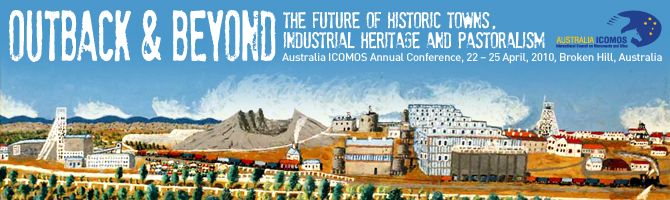 OUTBACK & BEYOND
THE FUTURE OF HISTORIC TOWNS,
INDUSTRIAL HERITAGE AND PASTORALISM
AUSTRALIA ICOMOS
International Council on Monuments and Sites
Australia ICOMOS Annual Conference, 22 – 25 April, 2010, Broken Hill, Australia